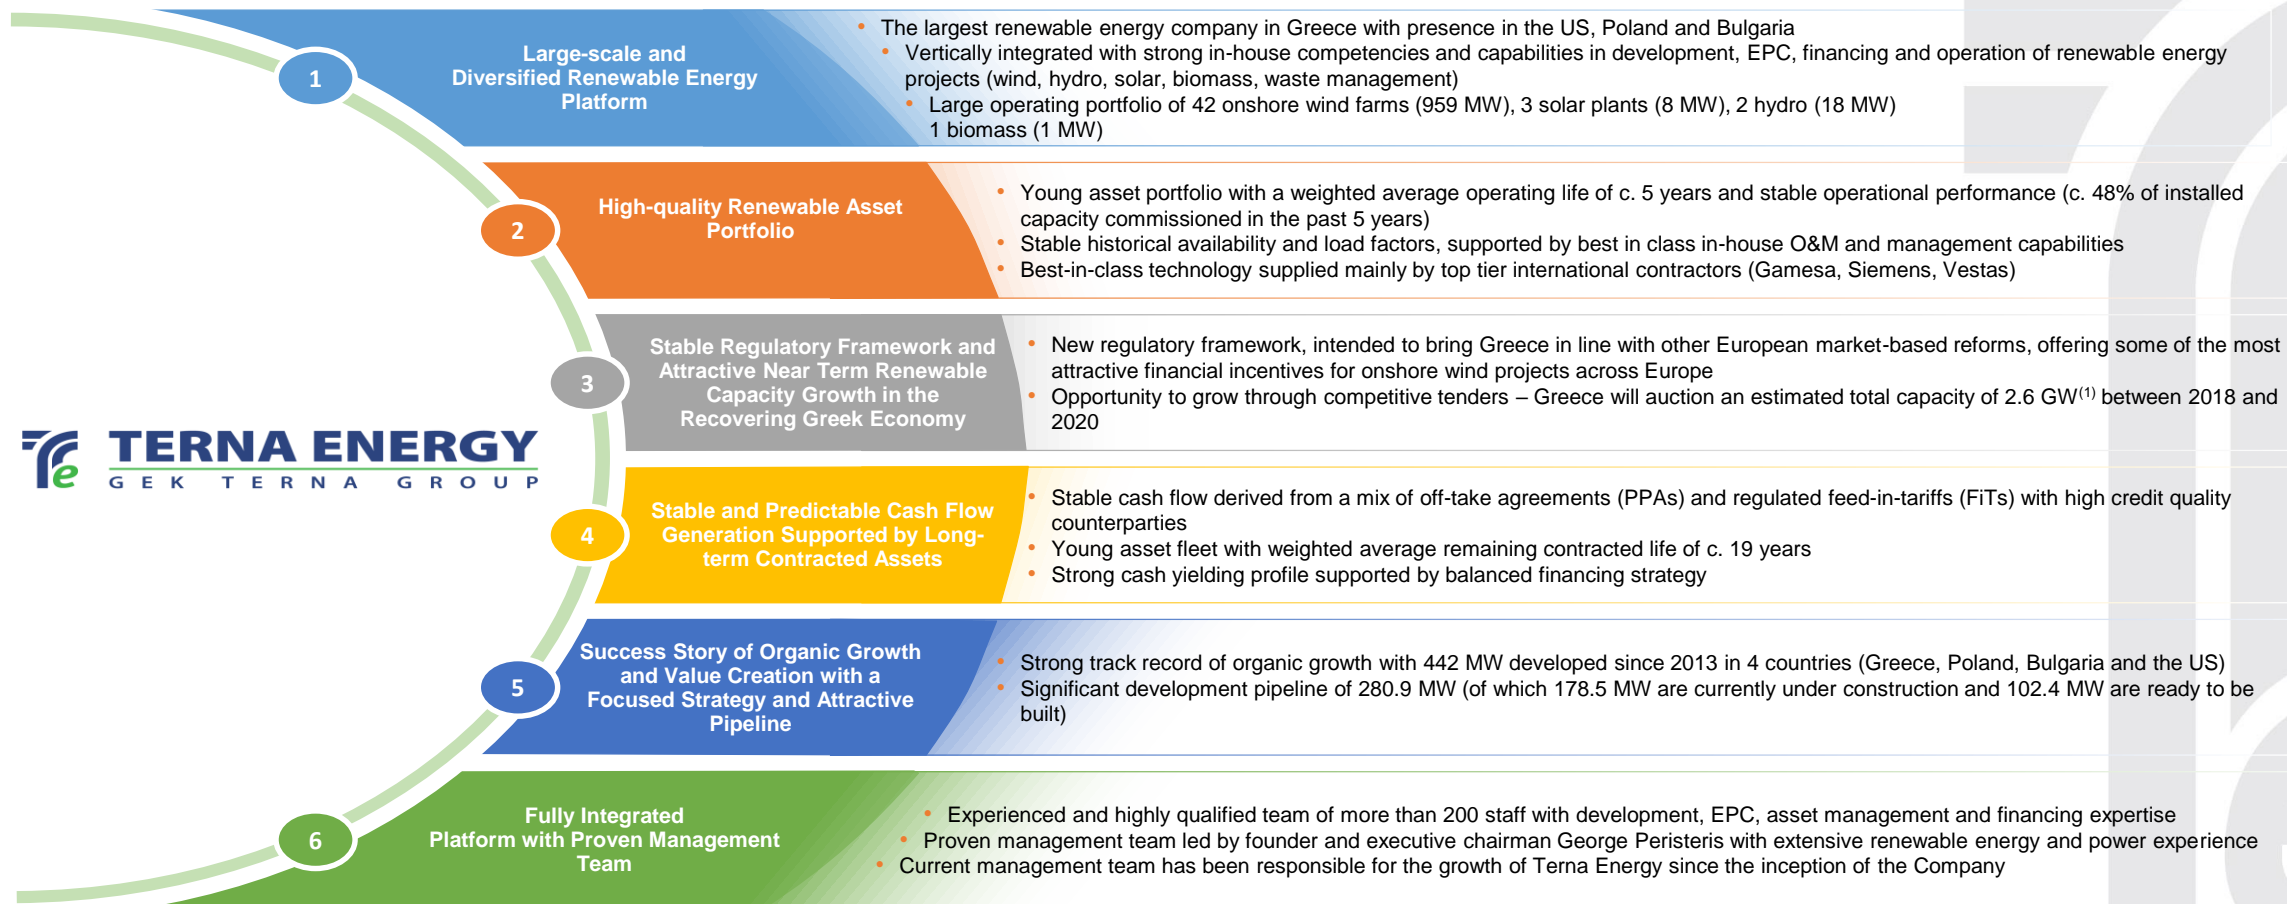 1
Large-scale and
Diversified Renewable Energy
Platform
• The largest renewable energy company in Greece with presence in the US, Poland and Bulgaria
• Vertically integrated with strong in-house competencies and capabilities in development, EPC, financing and operation of renewable energy
projects (wind, hydro, solar, biomass, waste management)
• Large operating portfolio of 42 onshore wind farms (959 MW), 3 solar plants (8 MW), 2 hydro (18 MW)
1 biomass (1 MW)
2
High-quality Renewable Asset
Portfolio
• Young asset portfolio with a weighted average operating life of c. 5 years and stable operational performance (c. 48% of installed
capacity commissioned in the past 5 years)
• Stable historical availability and load factors, supported by best in class in-house O&M and management capabilities
• Best-in-class technology supplied mainly by top tier international contractors (Gamesa, Siemens, Vestas)
3
Stable Regulatory Framework and
Attractive Near Term Renewable
Capacity Growth in the
Recovering Greek Economy
• New regulatory framework, intended to bring Greece in line with other European market-based reforms, offering some of the most
attractive financial incentives for onshore wind projects across Europe
• Opportunity to grow through competitive tenders – Greece will auction an estimated total capacity of 2.6 GW(1) between 2018 and
2020
TERNA ENERGY
GEK TERNA GROUP
4
Stable and Predictable Cash Flow
Generation Supported by Long-
term Contracted Assets
• Stable cash flow derived from a mix of off-take agreements (PPAs) and regulated feed-in-tariffs (FiTs) with high credit quality
counterparties
• Young asset fleet with weighted average remaining contracted life of c. 19 years
• Strong cash yielding profile supported by balanced financing strategy
5
Success Story of Organic Growth
and Value Creation with a
Focused Strategy and Attractive
Pipeline
• Strong track record of organic growth with 442 MW developed since 2013 in 4 countries (Greece, Poland, Bulgaria and the US)
• Significant development pipeline of 280.9 MW (of which 178.5 MW are currently under construction and 102.4 MW are ready to be
built)
6
Fully Integrated
Platform with Proven Management
Team
• Experienced and highly qualified team of more than 200 staff with development, EPC, asset management and financing expertise
• Proven management team led by founder and executive chairman George Peristeris with extensive renewable energy and power experience
• Current management team has been responsible for the growth of Terna Energy since the inception of the Company